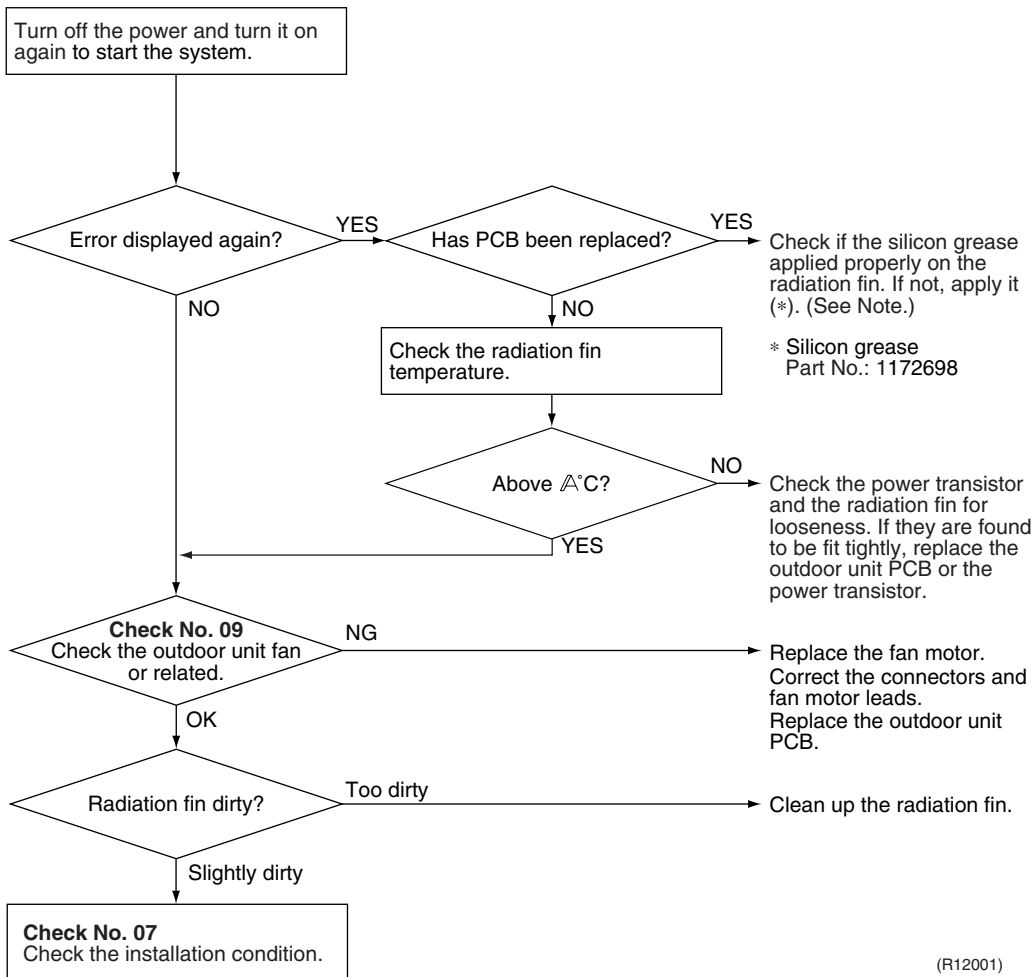 Turn off the power and turn it on
again to start the system.
Error displayed again?
YES
Has PCB been replaced?
YES
Check if the silicon grease
applied properly on the
radiation fin. If not, apply it
(*). (See Note.)
* Silicon grease
Part No.: 1172698
NO
NO
Check the radiation fin
temperature.
Above 𝔸°C?
NO
Check the power transistor
and the radiation fin for
looseness. If they are found
to be fit tightly, replace the
outdoor unit PCB or the
power transistor.
YES
Check No. 09
Check the outdoor unit fan
or related.
NG
Replace the fan motor.
Correct the connectors and
fan motor leads.
Replace the outdoor unit
PCB.
OK
Radiation fin dirty?
Too dirty
Clean up the radiation fin.
Slightly dirty
Check No. 07
Check the installation condition.
(R12001)